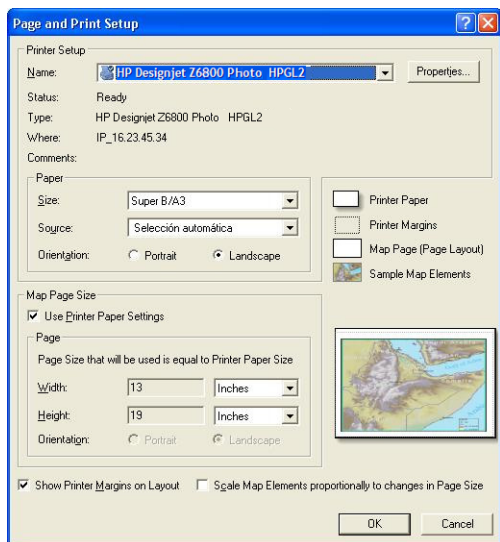 Page and Print Setup
Printer Setup
Name: HP Designjet Z6800 Photo HPGL2 Properties...
Status: Ready
Type: HP Designjet Z6800 Photo HPGL2
Where: IP_16.23.45.34
Comments:
Paper
Size: Super B/A3
Source: Selección automática
Orientation: Portrait Landscape
Printer Paper
Printer Margins
Map Page (Page Layout)
Sample Map Elements
Map Page Size
Use Printer Paper Settings
Page
Page Size that will be used is equal to Printer Paper Size
Width: 13 Inches
Height: 19 Inches
Orientation: Portrait Landscape
Show Printer Margins on Layout Scale Map Elements proportionally to changes in Page Size
OK Cancel